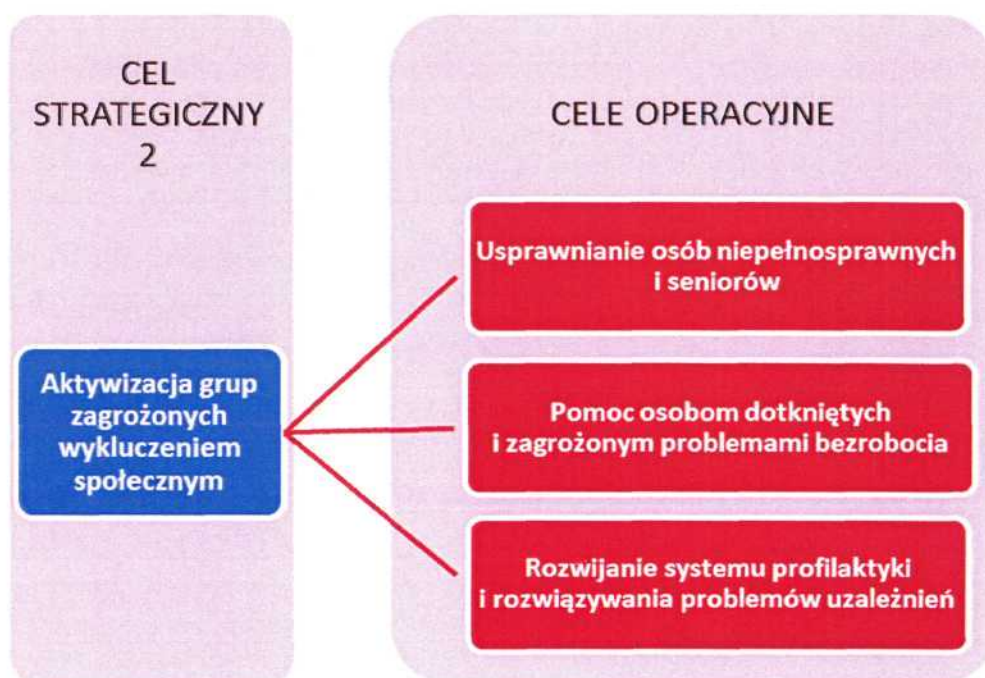 CEL
STRATEGICZNY
2
CELE OPERACYJNE
Aktywizacja grup
zagrożonych
wykluczeniem
społecznym
Usprawnianie osób niepełnosprawnych
i seniorów
Pomoc osobom dotkniętych
i zagrożonym problemami bezrobocia
Rozwijanie systemu profilaktyki
i rozwiązywania problemów uzależnień